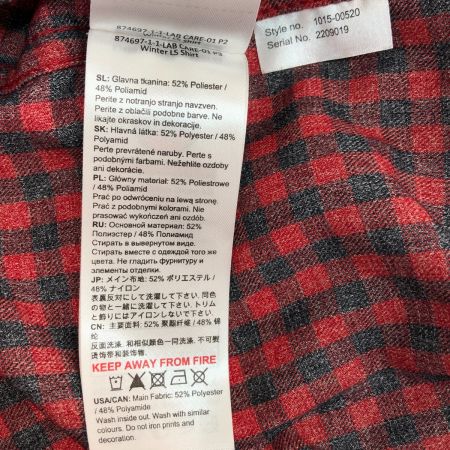 874697-1-1-LAB CARE-01 P2
874697-1-1-LAB CARE-01 P3
Winter LS Shirt
Style no. 1015-00520
Serial No. 2209019
SL: Glavna tkanina: 52% Poliester /
48% Poliamid
Perite z notranjo stranjo navzven.
Perite z oblačili podobne barve. Ne
likajte okraskov in dekoracije.
SK: Hlavná látka: 52% Polyester / 48%
Polyamid
Perte prevrátené naruby. Perte s
podobnými farbami. Nežehlite ozdoby
ani dekorácie.
PL: Główny materiał: 52% Poliestrowe
/ 48% Poliamid
Prać po odwróceniu na lewą stronę.
Prać z podobnymi kolorami. Nie
prasować wykończeń ani ozdób.
RU: Основной материал: 52%
Полиэстер / 48% Полиамид
Стирать в вывернутом виде.
Стирать вместе с одеждой того же
цвета. Не гладить фурнитуру и
элементы отделки.
JP: メイン布地: 52% ポリエステル /
48% ナイロン
表裏反対にして洗濯して下さい. 同色
の物と一緒に洗濯して下さい. トリム
と飾りにはアイロンしないで下さい.
CN: 主要面料: 52% 聚酯纤维 / 48% 锦
纶
反面洗涤. 和相似颜色一同洗涤. 不可熨
烫饰带和装饰物.
KEEP AWAY FROM FIRE
USA/CAN: Main Fabric: 52% Polyester
/ 48% Polyamide
Wash inside out. Wash with similar
colours. Do not iron prints and
decoration.